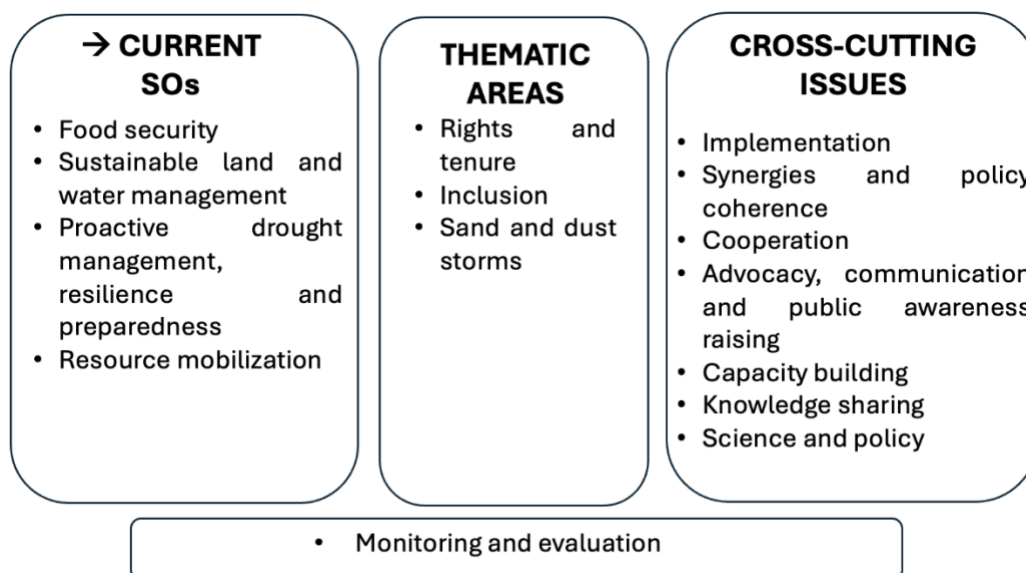 → CURRENT
SOs
• Food security
• Sustainable land and
water management
• Proactive drought
management,
resilience and
preparedness
• Resource mobilization
THEMATIC
AREAS
• Rights and
tenure
• Inclusion
• Sand and dust
storms
CROSS-CUTTING
ISSUES
• Implementation
• Synergies and policy
coherence
• Cooperation
• Advocacy, communication
and public awareness
raising
• Capacity building
• Knowledge sharing
• Science and policy
• Monitoring and evaluation